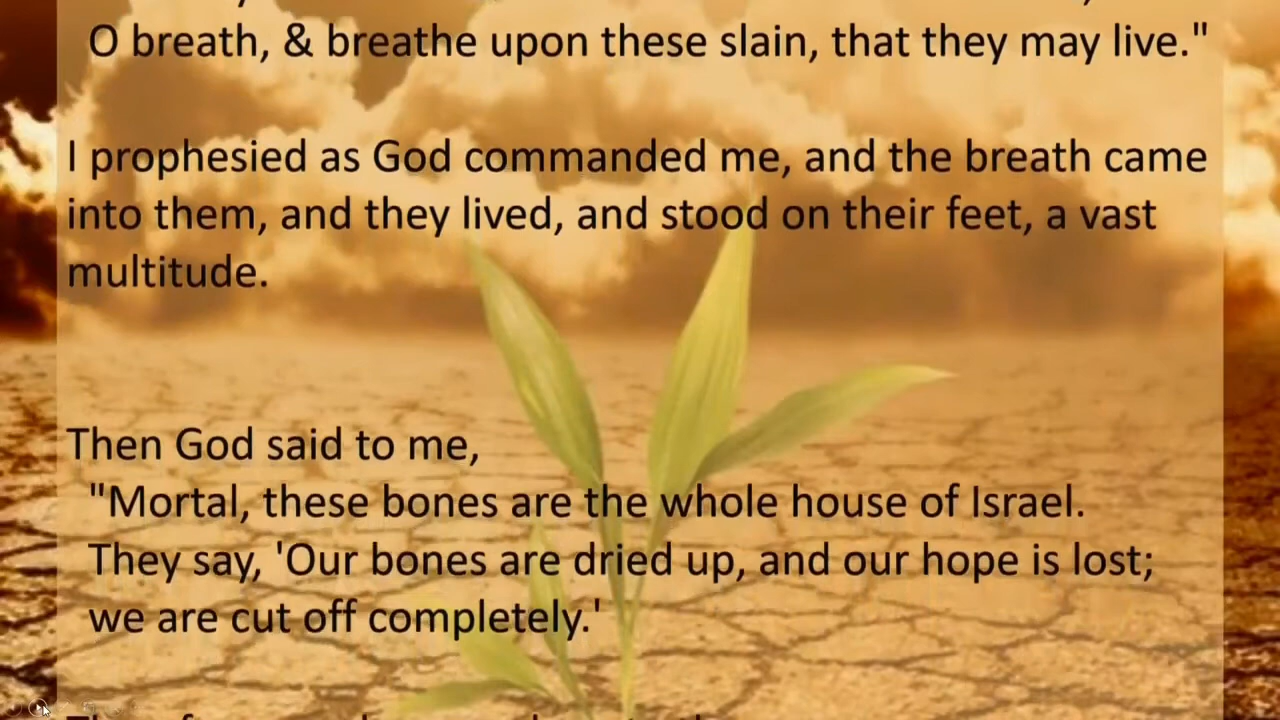 O breath, & breathe upon these slain, that they may live."
I prophesied as God commanded me, and the breath came
into them, and they lived, and stood on their feet, a vast
multitude.
Then God said to me,
"Mortal, these bones are the whole house of Israel.
They say, 'Our bones are dried up, and our hope is lost;
we are cut off completely.'